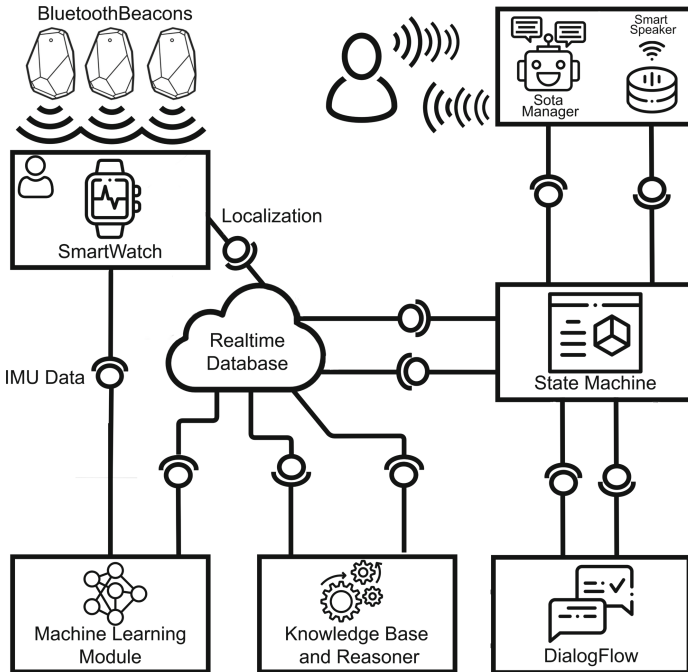 BluetoothBeacons
Smart
Speaker
Sota
Manager
SmartWatch
Localization
Realtime
Database
IMU Data
State Machine
Machine Learning
Module
Knowledge Base
and Reasoner
DialogFlow